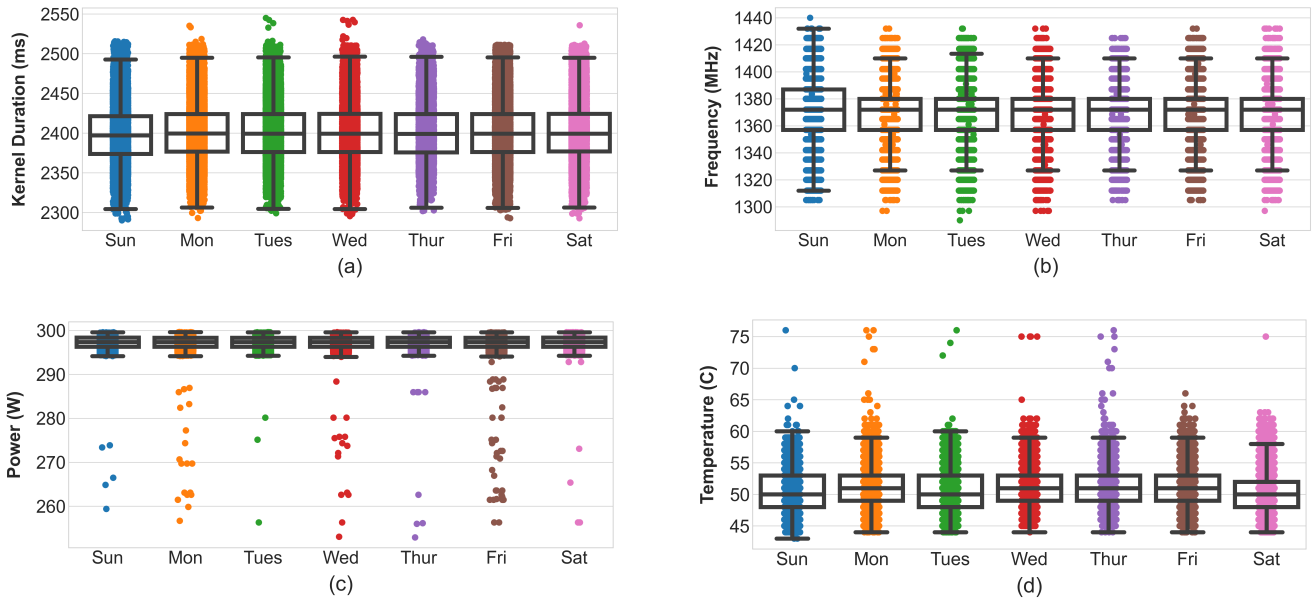 Kernel Duration (ms)
2550
2500
2450
2400
2350
2300
Sun Mon Tues Wed Thur Fri Sat
(a)
Frequency (MHz)
1440
1420
1400
1380
1360
1340
1320
1300
Sun Mon Tues Wed Thur Fri Sat
(b)
Power (W)
300
290
280
270
260
Sun Mon Tues Wed Thur Fri Sat
(c)
Temperature (C)
75
70
65
60
55
50
45
Sun Mon Tues Wed Thur Fri Sat
(d)